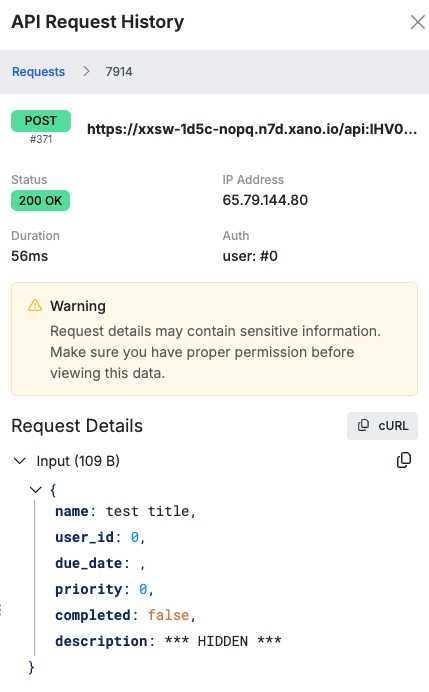 API Request History
Requests > 7914
POST
#371
https://xxsw-1d5c-nopq.n7d.xano.io/api:IHV0...
Status
IP Address
200 OK
65.79.144.80
Duration
Auth
56ms
user: #0
Warning
Request details may contain sensitive information.
Make sure you have proper permission before
viewing this data.
Request Details
cURL
Input (109 B)
{
name: test title,
user_id: 0,
due_date: ,
priority: 0,
completed: false,
description: *** HIDDEN ***
}